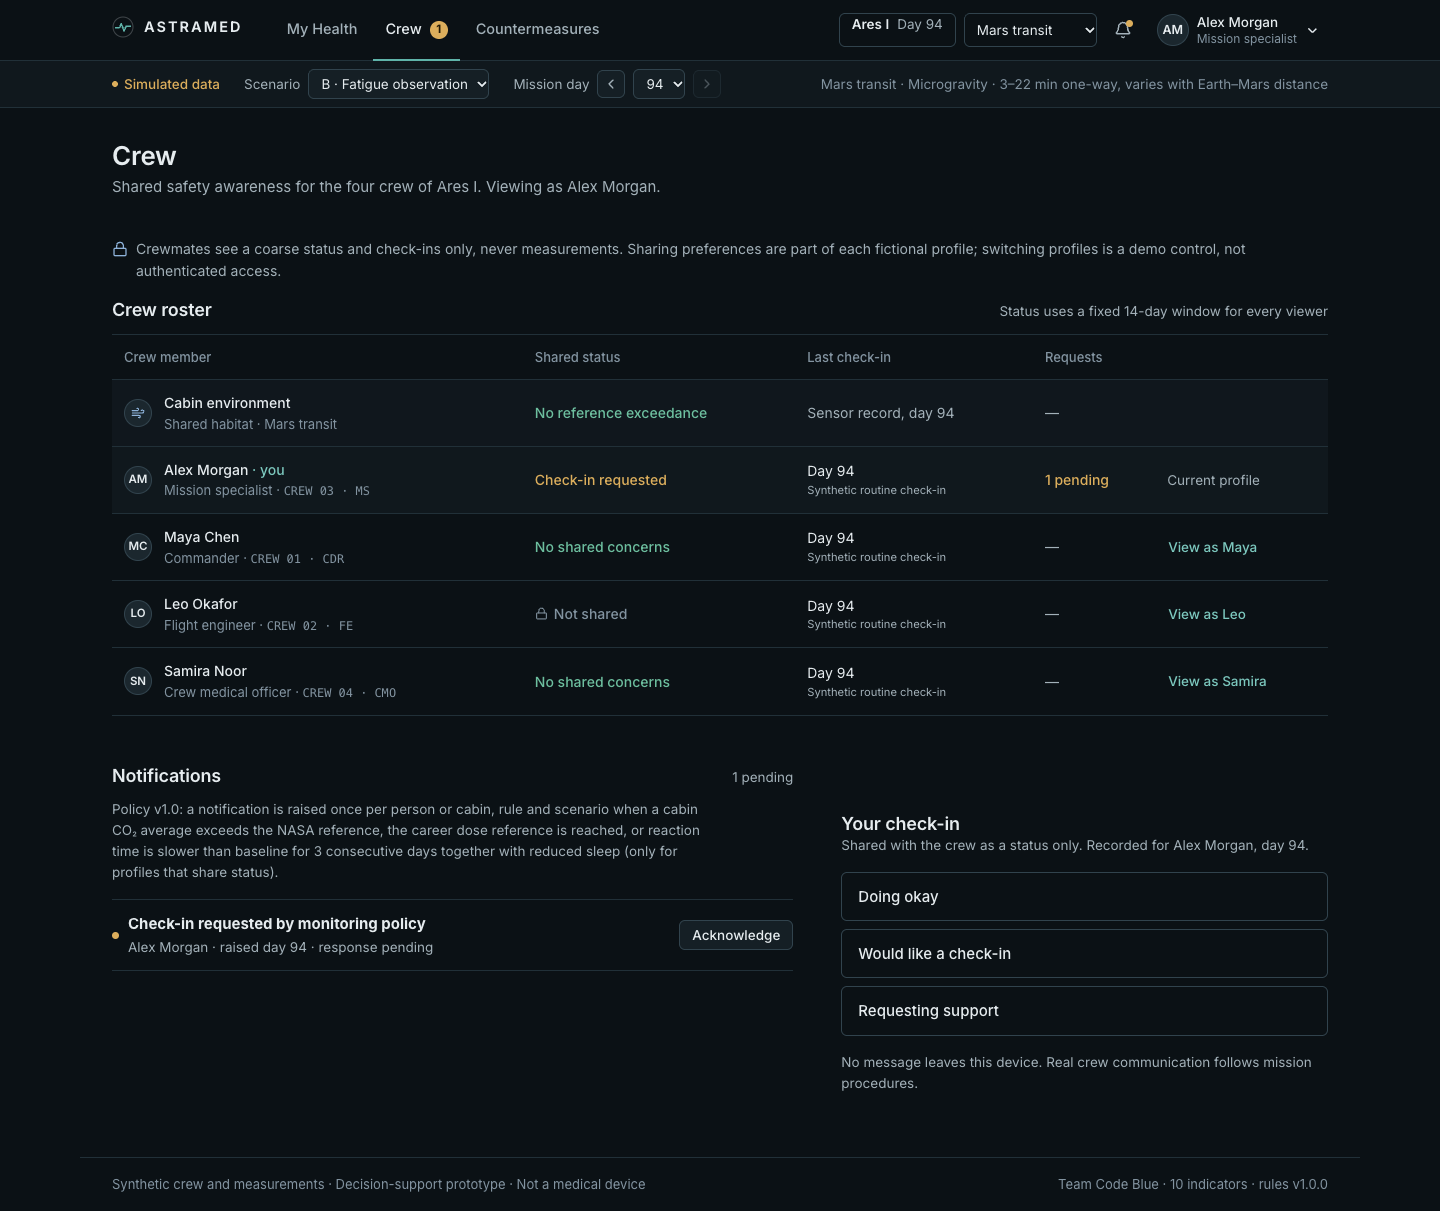 ASTRAMED
My Health
Crew 1
Countermeasures
Ares I Day 94
Mars transit
AM
Alex Morgan
Mission specialist
Simulated data
Scenario
B · Fatigue observation
Mission day
94
Mars transit · Microgravity · 3–22 min one-way, varies with Earth–Mars distance
Crew
Shared safety awareness for the four crew of Ares I. Viewing as Alex Morgan.
Crewmates see a coarse status and check-ins only, never measurements. Sharing preferences are part of each fictional profile; switching profiles is a demo control, not
authenticated access.
Crew roster
Status uses a fixed 14-day window for every viewer
Crew member
Shared status
Last check-in
Requests
Cabin environment
Shared habitat · Mars transit
No reference exceedance
Sensor record, day 94
—
AM
Alex Morgan · you
Mission specialist · CREW 03 · MS
Check-in requested
Day 94
Synthetic routine check-in
1 pending
Current profile
MC
Maya Chen
Commander · CREW 01 · CDR
No shared concerns
Day 94
Synthetic routine check-in
—
View as Maya
LO
Leo Okafor
Flight engineer · CREW 02 · FE
Not shared
Day 94
Synthetic routine check-in
—
View as Leo
SN
Samira Noor
Crew medical officer · CREW 04 · CMO
No shared concerns
Day 94
Synthetic routine check-in
—
View as Samira
Notifications
1 pending
Policy v1.0: a notification is raised once per person or cabin, rule and scenario when a cabin
CO₂ average exceeds the NASA reference, the career dose reference is reached, or reaction
time is slower than baseline for 3 consecutive days together with reduced sleep (only for
profiles that share status).
Check-in requested by monitoring policy
Alex Morgan · raised day 94 · response pending
Acknowledge
Your check-in
Shared with the crew as a status only. Recorded for Alex Morgan, day 94.
Doing okay
Would like a check-in
Requesting support
No message leaves this device. Real crew communication follows mission
procedures.
Synthetic crew and measurements · Decision-support prototype · Not a medical device
Team Code Blue · 10 indicators · rules v1.0.0